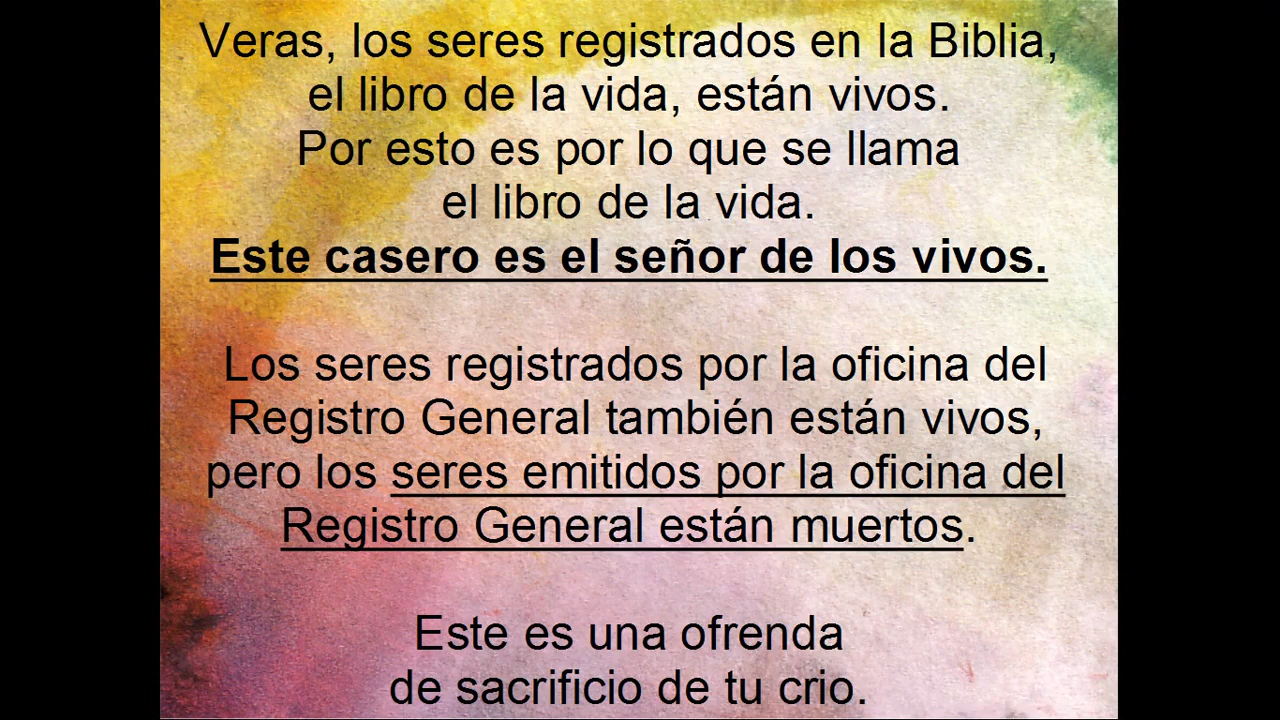 Veras, los seres registrados en la Biblia,
el libro de la vida, están vivos.
Por esto es por lo que se llama
el libro de la vida.
Este casero es el señor de los vivos.
Los seres registrados por la oficina del
Registro General también están vivos,
pero los seres emitidos por la oficina del
Registro General están muertos.
Este es una ofrenda
de sacrificio de tu crio.